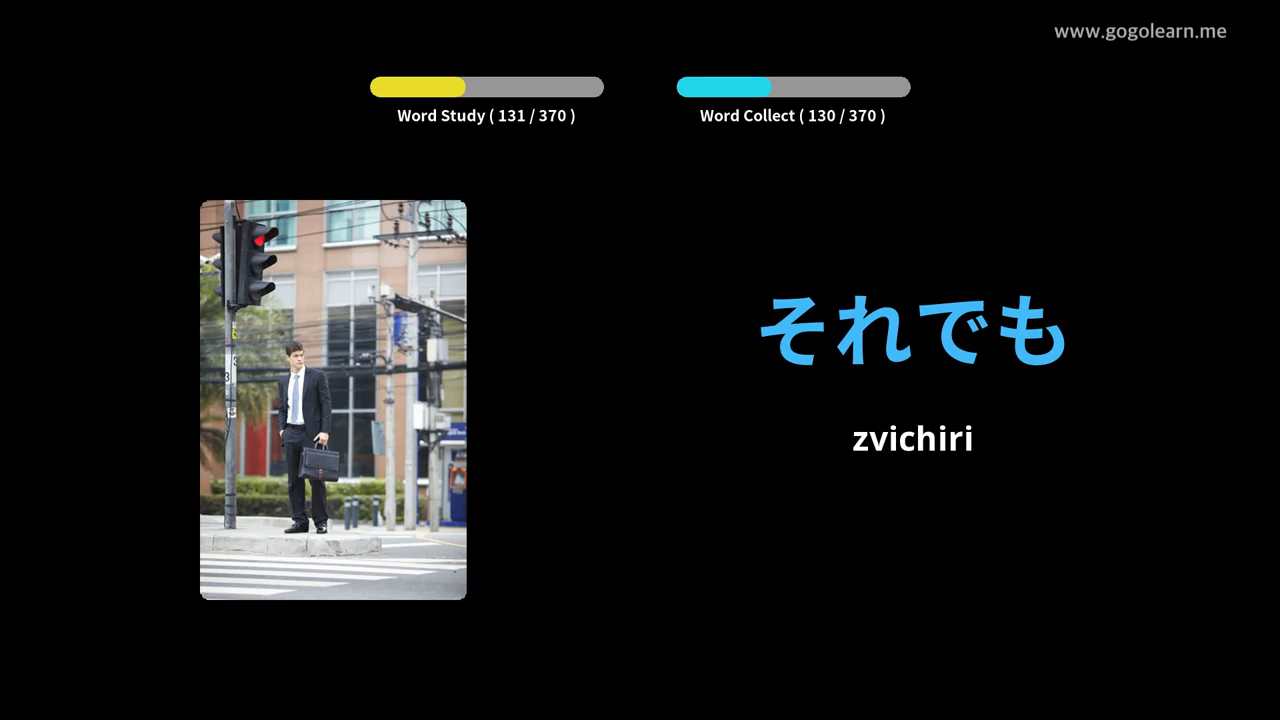 www.gogolearn.me
Word Study ( 131 / 370 )
Word Collect ( 130 / 370 )
それでも
zvichiri